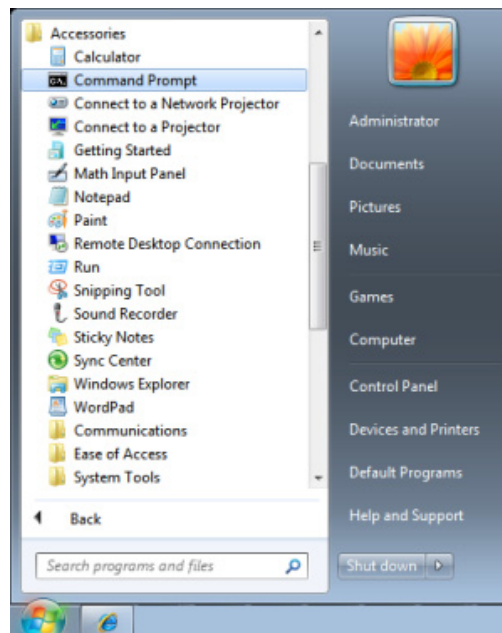 Accessories
Calculator
Command Prompt
Connect to a Network Projector
Connect to a Projector
Getting Started
Math Input Panel
Notepad
Paint
Remote Desktop Connection
Run
Snipping Tool
Sound Recorder
Sticky Notes
Sync Center
Windows Explorer
WordPad
Communications
Ease of Access
System Tools
Back
Search programs and files
Administrator
Documents
Pictures
Music
Games
Computer
Control Panel
Devices and Printers
Default Programs
Help and Support
Shut down